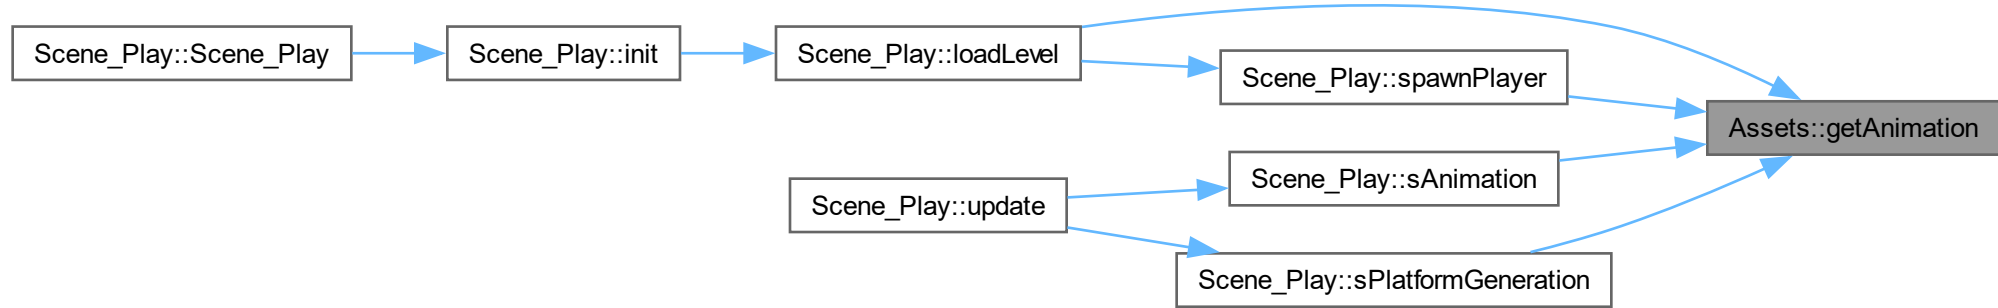 Scene_Play::Scene_Play
Scene_Play::init
Scene_Play::loadLevel
Scene_Play::spawnPlayer
Assets::getAnimation
Scene_Play::sAnimation
Scene_Play::update
Scene_Play::sPlatformGeneration